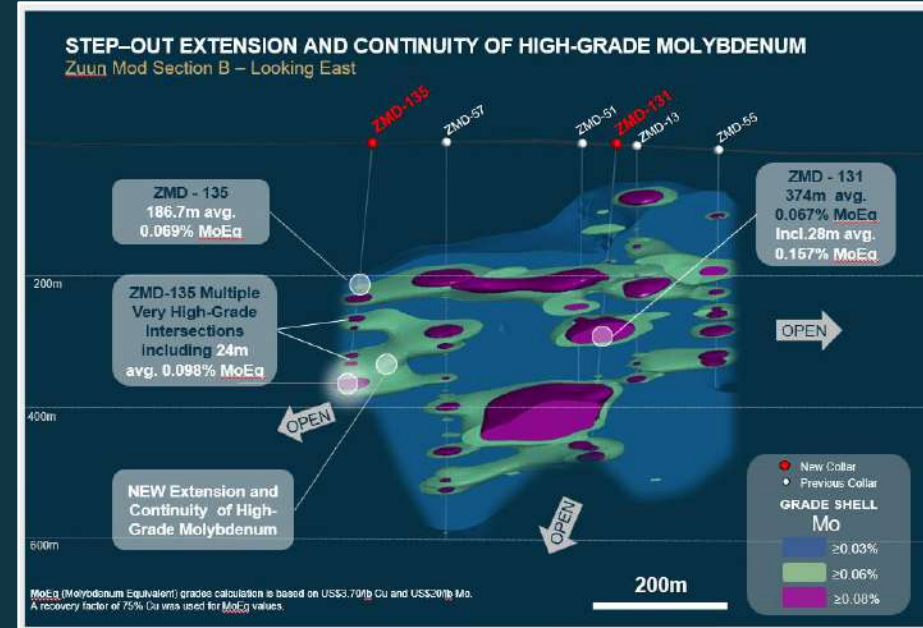 STEP–OUT EXTENSION AND CONTINUITY OF HIGH-GRADE MOLYBDENUM
Zuun Mod Section B – Looking East
ZMD-135
ZMD-57
ZMD-51
ZMD-131
ZMD-13
ZMD-55
ZMD - 135
186.7m avg.
0.069% MoEq
ZMD - 131
374m avg.
0.067% MoEq
Incl.28m avg.
0.157% MoEq
200m
ZMD-135 Multiple
Very High-Grade
Intersections
including 24m
avg. 0.098% MoEq
OPEN
400m
OPEN
NEW Extension and
Continuity of High-
Grade Molybdenum
OPEN
600m
New Collar
Previous Collar
GRADE SHELL
Mo
≥0.03%
≥0.06%
≥0.08%
200m
MoEq (Molybdenum Equivalent) grades calculation is based on US$3.70/lb Cu and US$20/lb Mo.
A recovery factor of 75% Cu was used for MoEq values.